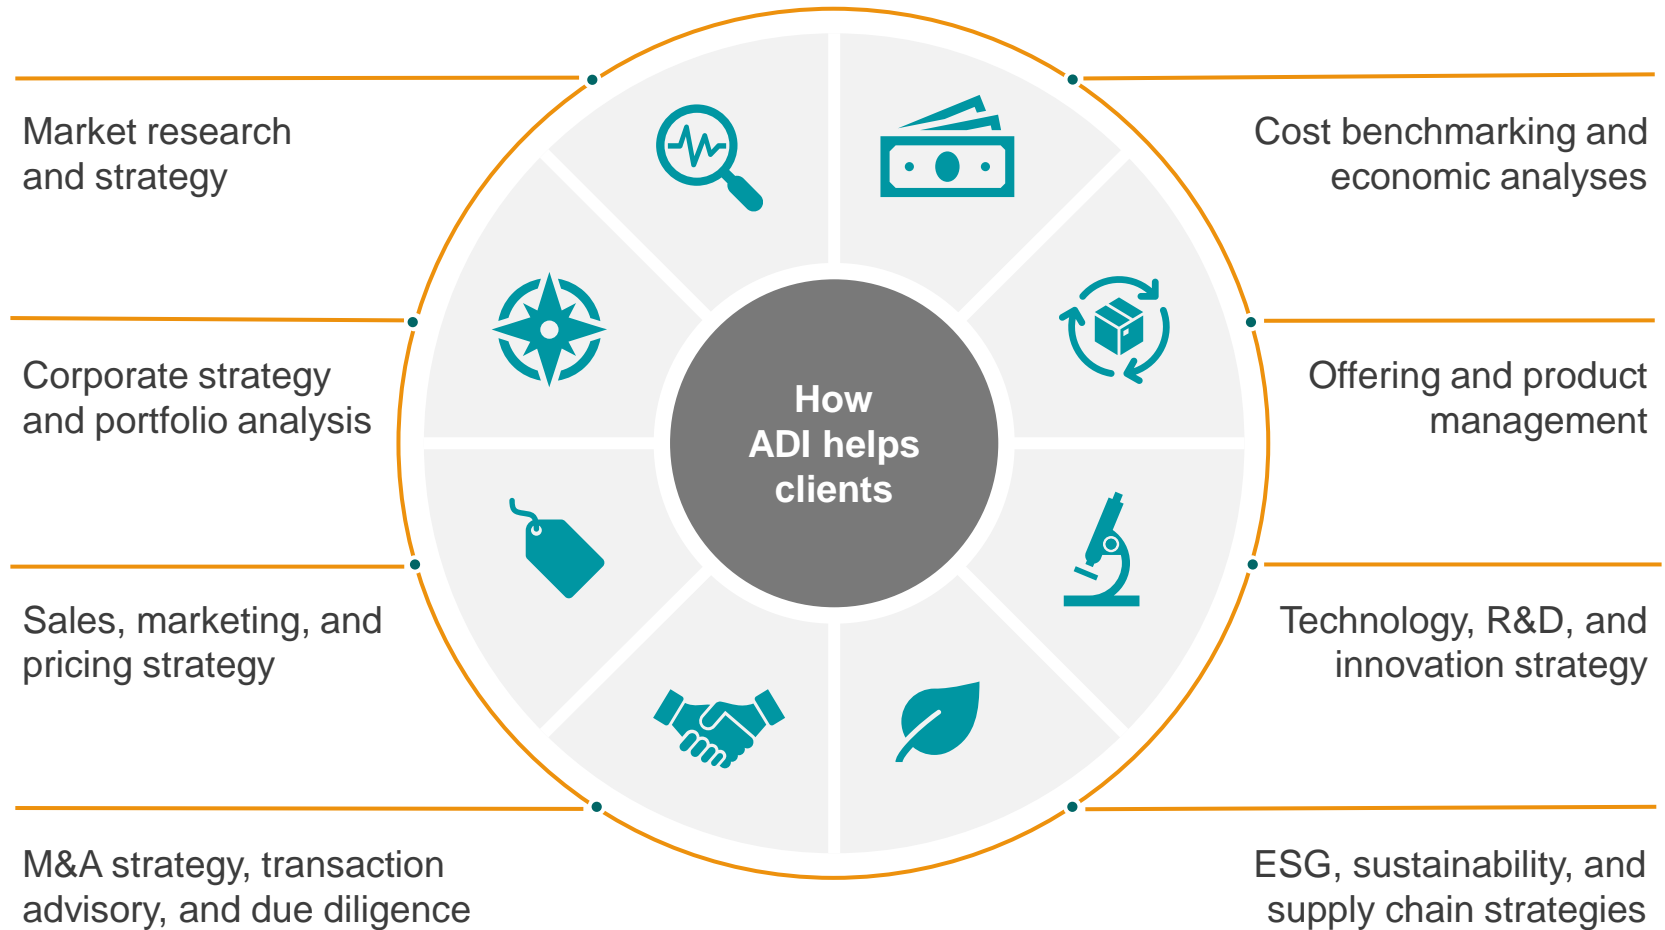 Market research
and strategy
Cost benchmarking and
economic analyses
Corporate strategy
and portfolio analysis
How
ADI helps
clients
Offering and product
management
Sales, marketing, and
pricing strategy
Technology, R&D, and
innovation strategy
M&A strategy, transaction
advisory, and due diligence
ESG, sustainability, and
supply chain strategies